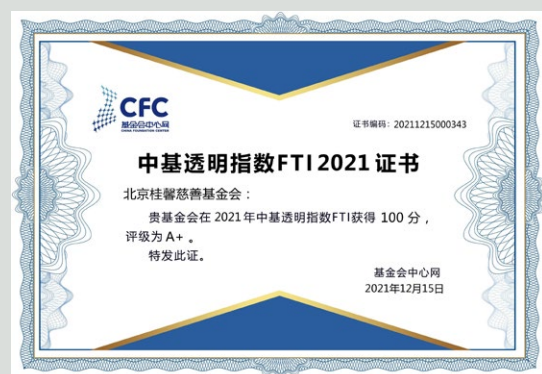 CFC
基金会中心网
CHINA FOUNDATION CENTER
证书编码：20211215000343
中基透明指数FTI 2021 证书
北京桂馨慈善基金会：
贵基金会在 2021 年中基透明指数FTI获得 100 分，
评级为 A+ 。
特发此证。
基金会中心网
2021年12月15日